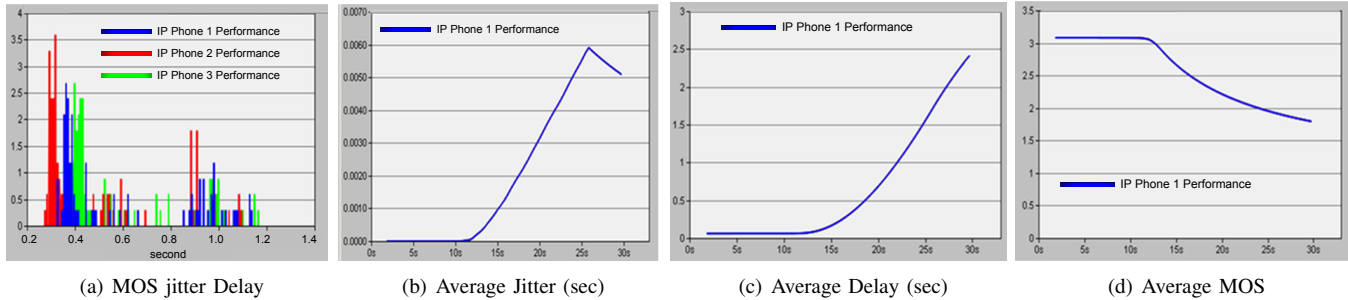 4
3.5
3
2.5
2
1.5
1
0.5
0
0.2 0.4 0.6 0.8 1.0 1.2 1.4
second
IP Phone 1 Performance
IP Phone 2 Performance
IP Phone 3 Performance
(a) MOS jitter Delay
0.0070
0.0060
0.0050
0.0040
0.0030
0.0020
0.0010
0.0000
0s 5s 10s 15s 20s 25s 30s
IP Phone 1 Performance
(b) Average Jitter (sec)
3
2.5
2
1.5
1
0.5
0
0s 5s 10s 15s 20s 25s 30s
IP Phone 1 Performance
(c) Average Delay (sec)
3.5
3
2.5
2
1.5
1
0.5
0
0s 5s 10s 15s 20s 25s 30s
IP Phone 1 Performance
(d) Average MOS